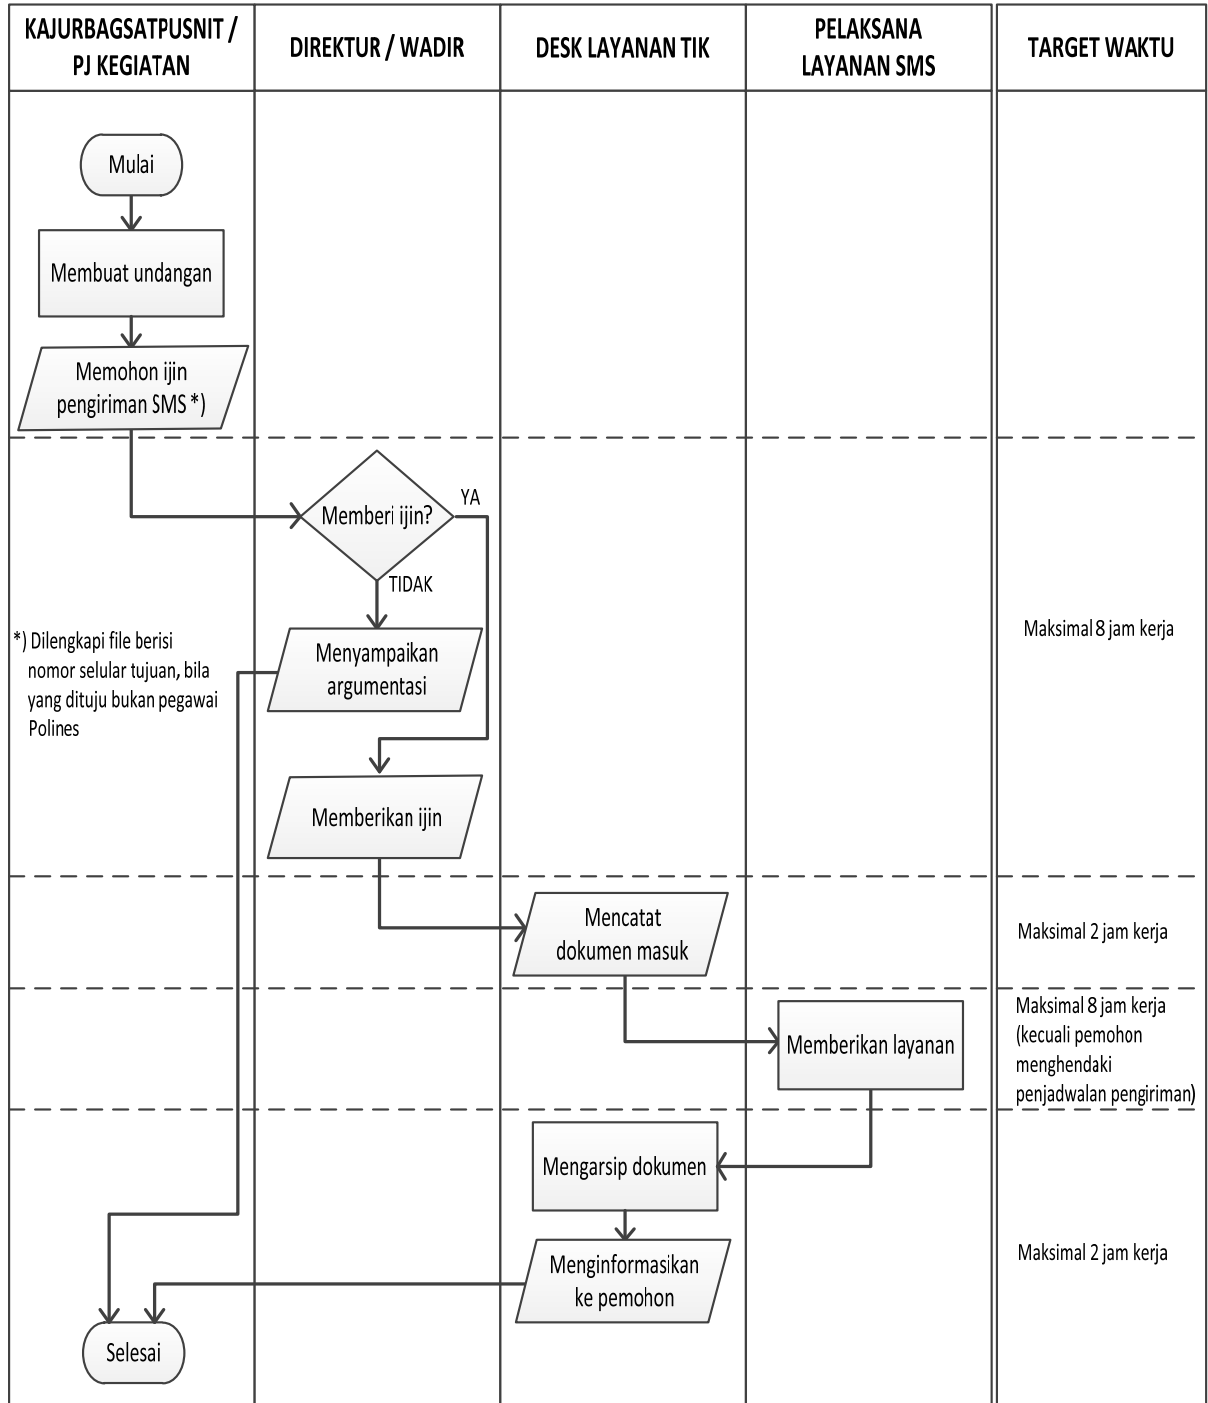 KAJURBAGSATPUSNIT /
PJ KEGIATAN
DIREKTUR / WADIR
DESK LAYANAN TIK
PELAKSANA
LAYANAN SMS
TARGET WAKTU
Mulai
Membuat undangan
Memohon ijin
pengiriman SMS *)
Memberi ijin?
YA
TIDAK
*) Dilengkapi file berisi
nomor selular tujuan, bila
yang dituju bukan pegawai
Polines
Menyampaikan
argumentasi
Maksimal 8 jam kerja
Memberikan ijin
Mencatat
dokumen masuk
Maksimal 2 jam kerja
Memberikan layanan
Maksimal 8 jam kerja
(kecuali pemohon
menghendaki
penjadwalan pengiriman)
Mengarsip dokumen
Menginformasikan
ke pemohon
Maksimal 2 jam kerja
Selesai